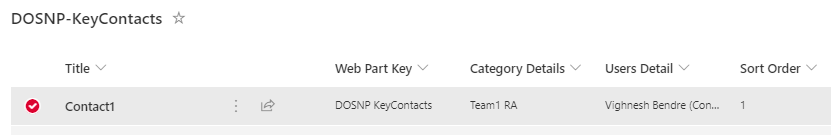 DOSNP-KeyContacts
Title Web Part Key Category Details Users Detail Sort Order
Contact1 DOSNP KeyContacts Team1 RA Vighnesh Bendre (Con... 1